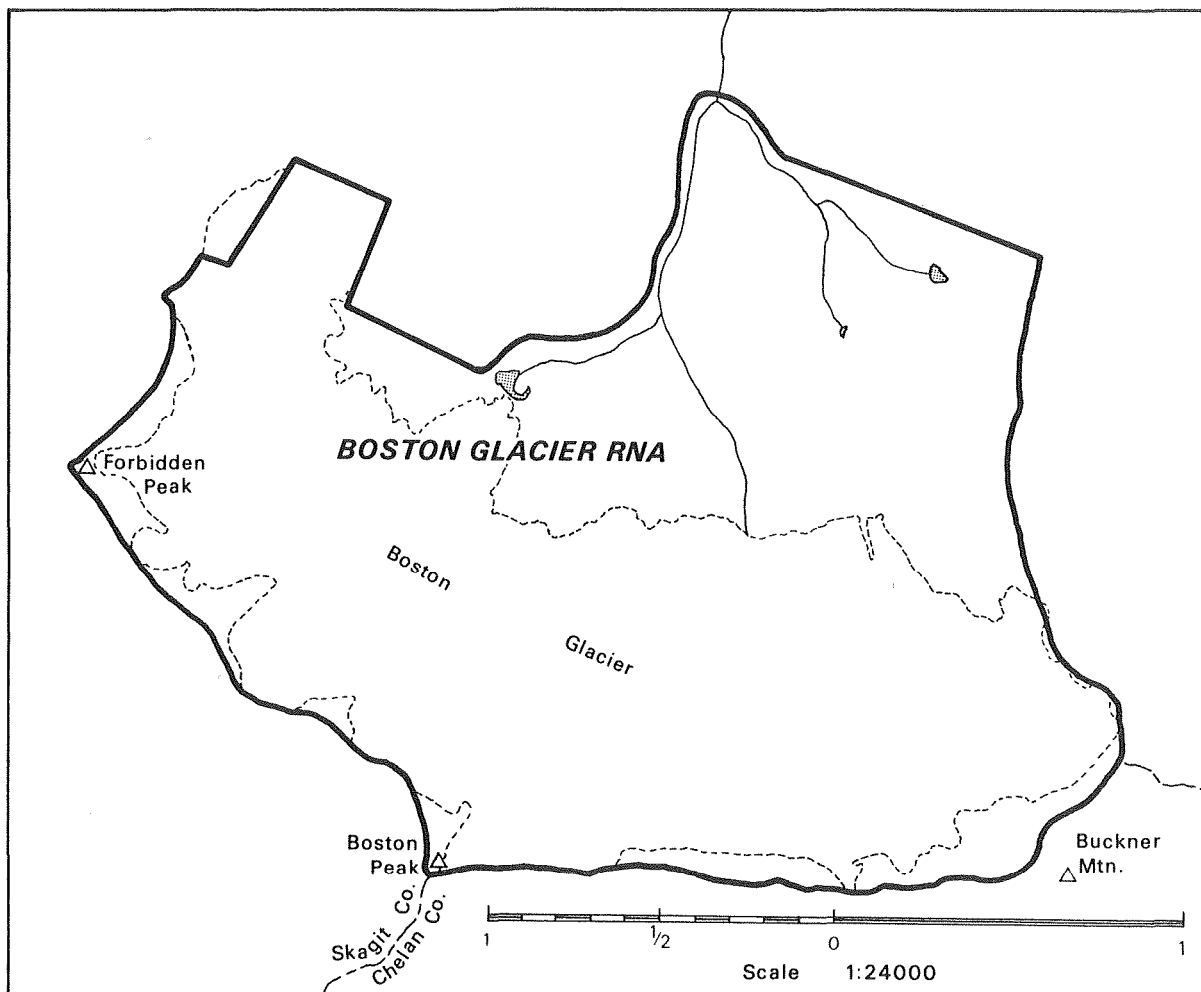 BOSTON GLACIER RNA
Forbidden
Peak
Boston
Glacier
Boston
Peak
Buckner
Mtn.
Skagit Co.
Chelan Co.
1 1/2 0 1
Scale 1:24000